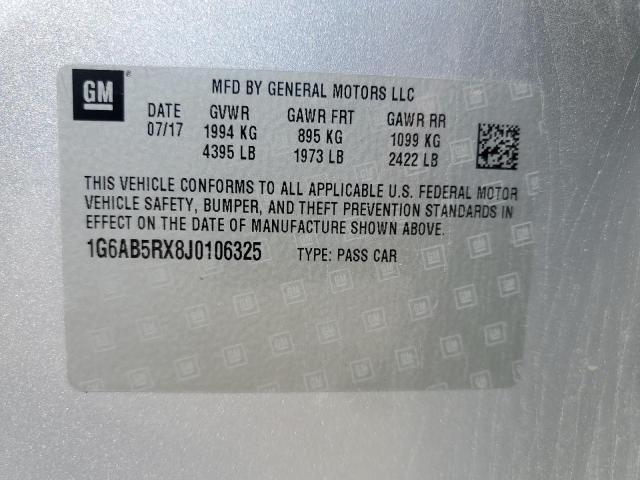 GM
MFD BY GENERAL MOTORS LLC
DATE GVWR GAWR FRT GAWR RR
07/17 1994 KG 895 KG 1099 KG
4395 LB 1973 LB 2422 LB
THIS VEHICLE CONFORMS TO ALL APPLICABLE U.S. FEDERAL MOTOR
VEHICLE SAFETY, BUMPER, AND THEFT PREVENTION STANDARDS IN
EFFECT ON THE DATE OF MANUFACTURE SHOWN ABOVE.
1G6AB5RX8J0106325 TYPE: PASS CAR